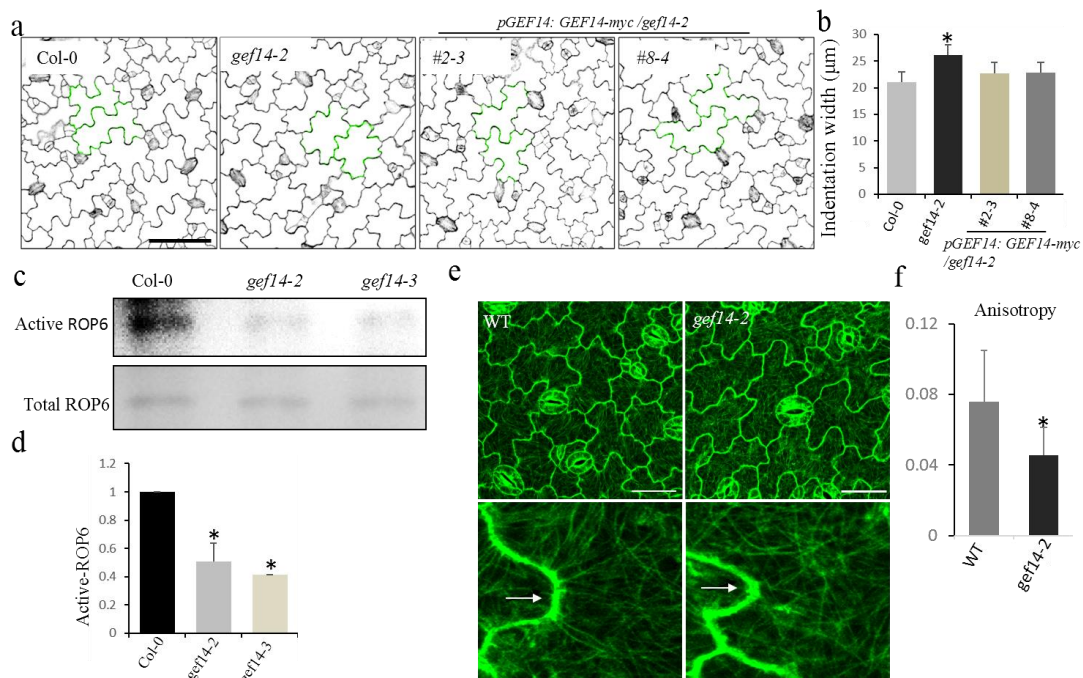 a
pGEF14: GEF14-myc /gef14-2
Col-0
gef14-2
#2-3
#8-4
b
Indentation width (μm)
30
25
20
15
10
5
0
Col-0
gef14-2
*
#2-3
#8-4
pGEF14: GEF14-myc
/gef14-2
c
Col-0
gef14-2
gef14-3
Active ROP6
Total ROP6
d
Active-ROP6
1.2
1
0.8
0.6
0.4
0.2
0
*
*
Col-0
gef14-2
gef14-3
e
WT
gef14-2
f
Anisotropy
0.12
0.08
0.04
0
*
WT
gef14-2